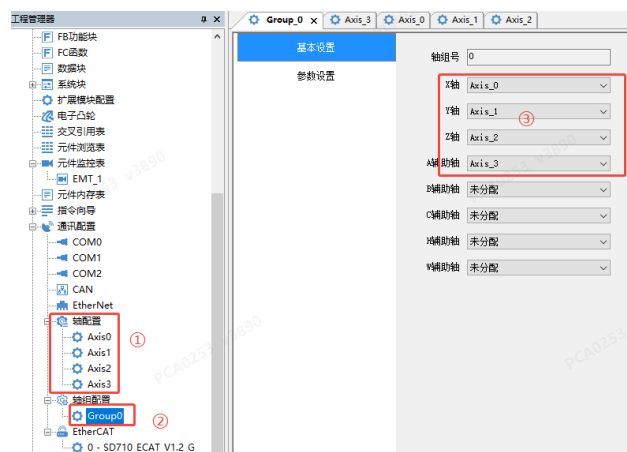 工程管理器
Group_0
Axis_3
Axis_0
Axis_1
Axis_2
FB功能块
FC函数
数据块
系统块
扩展模块配置
电子凸轮
交叉引用表
元件浏览表
元件监控表
EMT_1
元件内存表
指令向导
通讯配置
COM0
COM1
COM2
CAN
EtherNet
轴配置
Axis0
Axis1
Axis2
Axis3
①
轴组配置
Group0
②
EtherCAT
0 - SD710 ECAT V1.2 G
基本设置
参数设置
轴组号 0
X轴 Axis_0
Y轴 Axis_1
③
Z轴 Axis_2
A辅助轴 Axis_3
B辅助轴 未分配
C辅助轴 未分配
H辅助轴 未分配
W辅助轴 未分配